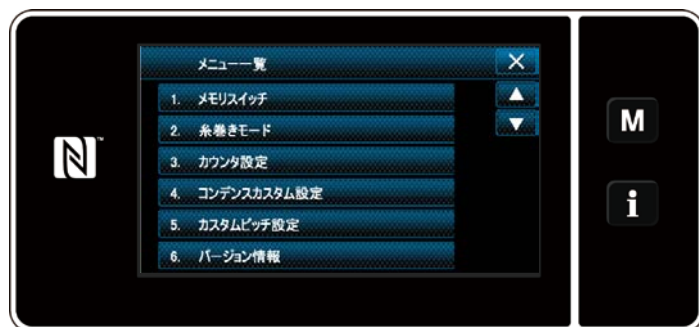 メニュー一覧
1. メモリスイッチ
2. 糸巻きモード
3. カウンタ設定
4. コンデンスカスタム設定
5. カスタムピッチ設定
6. バージョン情報
M
i
N
™